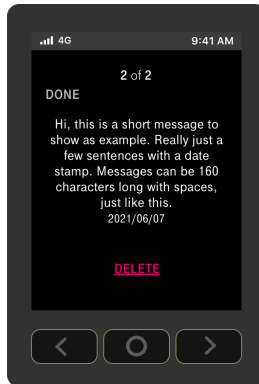 4G 9:41 AM
2 of 2
DONE
Hi, this is a short message to
show as example. Really just a
few sentences with a date
stamp. Messages can be 160
characters long with spaces,
just like this.
2021/06/07
DELETE